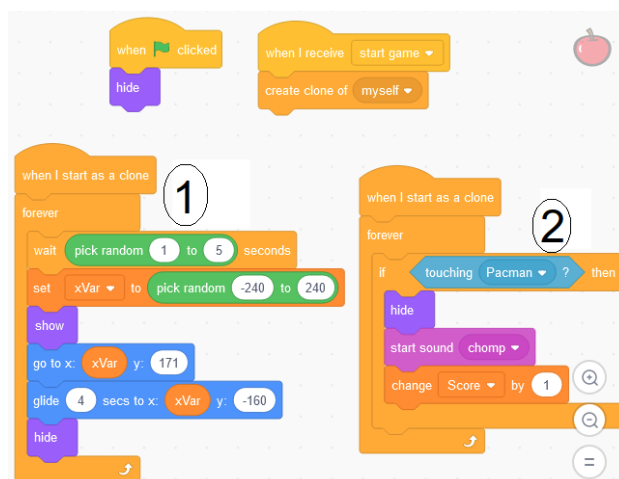 when clicked
hide
when I receive start game
create clone of myself
when I start as a clone
1
forever
wait pick random 1 to 5 seconds
set xVar to pick random -240 to 240
show
go to x: xVar y: 171
glide 4 secs to x: xVar y: -160
hide
when I start as a clone
2
forever
if touching Pacman ? then
hide
start sound chomp
change Score by 1